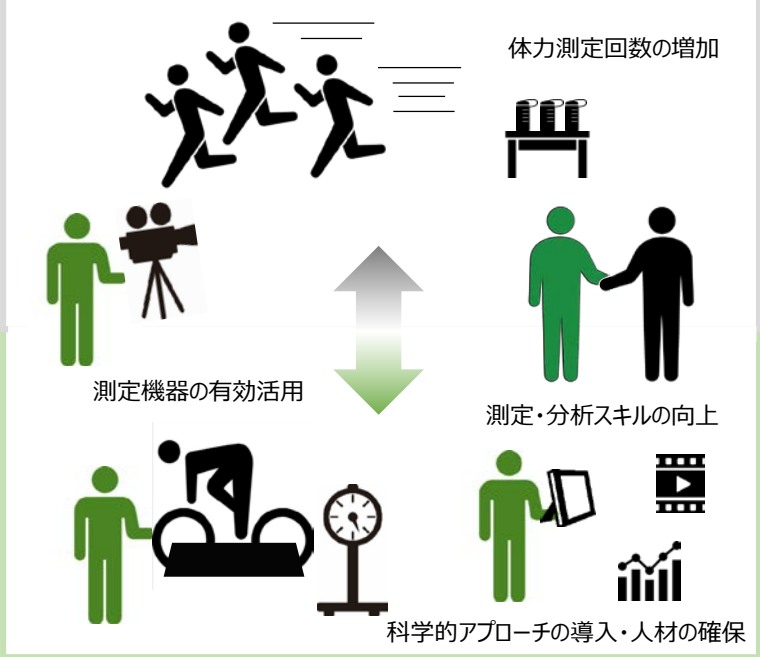 体力測定回数の増加
測定機器の有効活用
測定・分析スキルの向上
科学的アプローチの導入・人材の確保